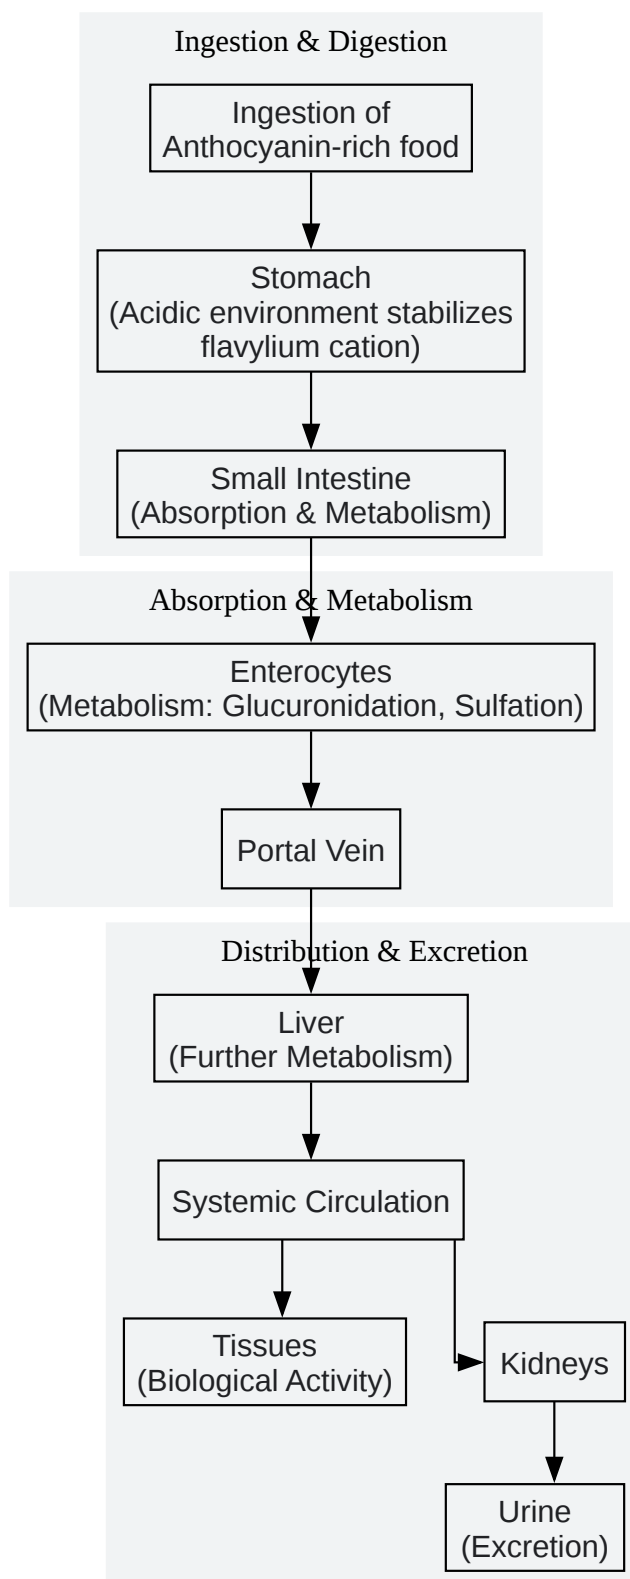 Ingestion & Digestion
Ingestion of
Anthocyanin-rich food
Stomach
(Acidic environment stabilizes
flavylium cation)
Small Intestine
(Absorption & Metabolism)
Absorption & Metabolism
Enterocytes
(Metabolism: Glucuronidation, Sulfation)
Portal Vein
Distribution & Excretion
Liver
(Further Metabolism)
Systemic Circulation
Tissues
(Biological Activity)
Kidneys
Urine
(Excretion)